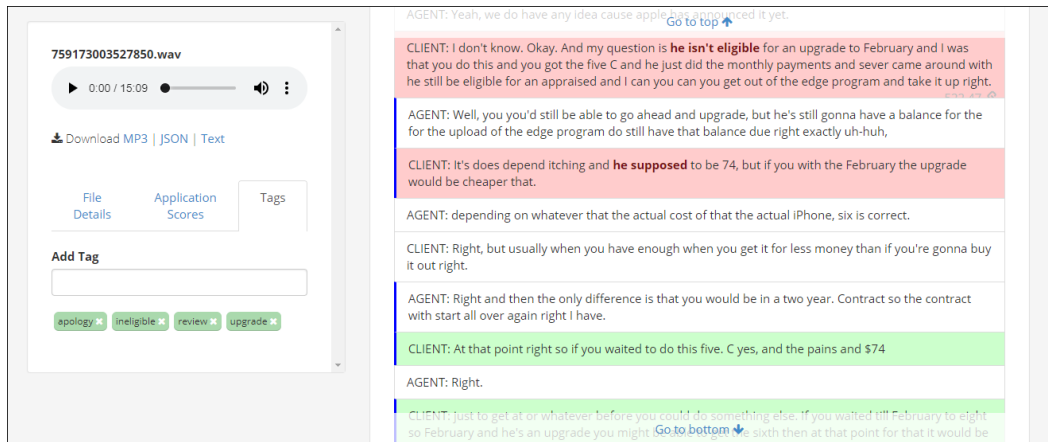 759173003527850.wav
0:00 / 15:09
Download MP3 | JSON | Text
File
Details
Application
Scores
Tags
Add Tag
apology ×
ineligible ×
review ×
upgrade ×
AGENT: Yeah, we do have any idea cause apple has announced it yet.
Go to top
CLIENT: I don't know. Okay. And my question is he isn't eligible for an upgrade to February and I was
that you do this and you got the five C and he just did the monthly payments and sever came around with
he still be eligible for an appraised and I can you can you get out of the edge program and take it up right.
AGENT: Well, you you'd still be able to go ahead and upgrade, but he's still gonna have a balance for the
for the upload of the edge program do still have that balance due right exactly uh-huh,
CLIENT: It's does depend itching and he supposed to be 74, but if you with the February the upgrade
would be cheaper that.
AGENT: depending on whatever that the actual cost of that the actual iPhone, six is correct.
CLIENT: Right, but usually when you have enough when you get it for less money than if you're gonna buy
it out right.
AGENT: Right and then the only difference is that you would be in a two year. Contract so the contract
with start all over again right I have.
CLIENT: At that point right so if you waited to do this five. C yes, and the pains and $74
AGENT: Right.
CLIENT: just to get at or whatever before you could do something else. If you waited till February to eight
so February and he's an upgrade you might be able to get the sixth then at that point for that it would be
Go to bottom